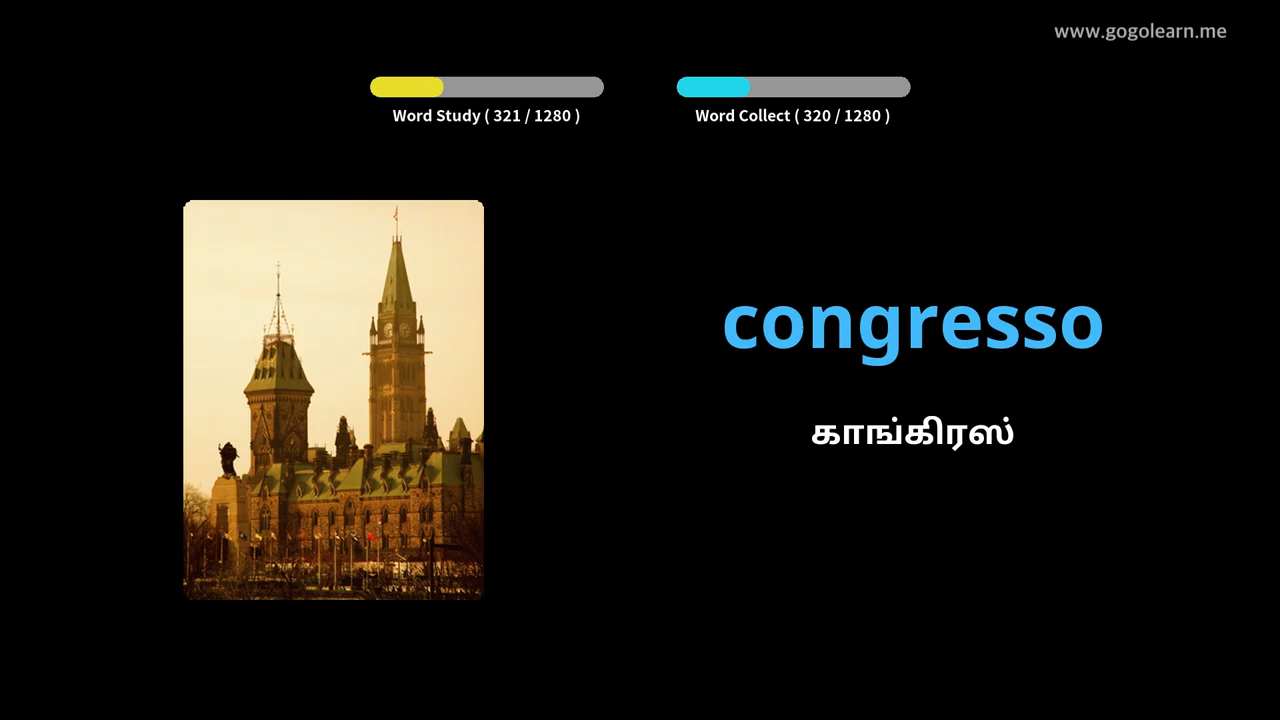 www.gogolearn.me
Word Study ( 321 / 1280 )
Word Collect ( 320 / 1280 )
congresso
காங்கிரஸ்